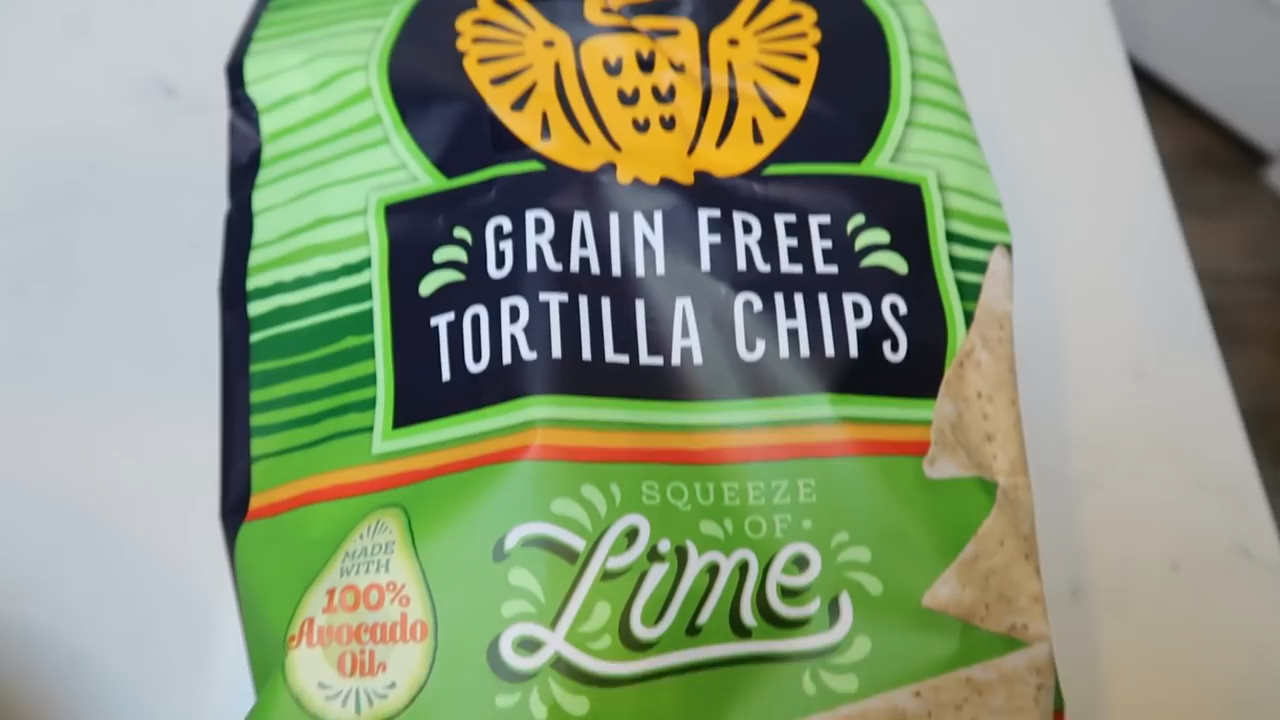 GRAIN FREE
TORTILLA CHIPS
SQUEEZE
OF
Lime
MADE
WITH
100%
Avocado
Oil